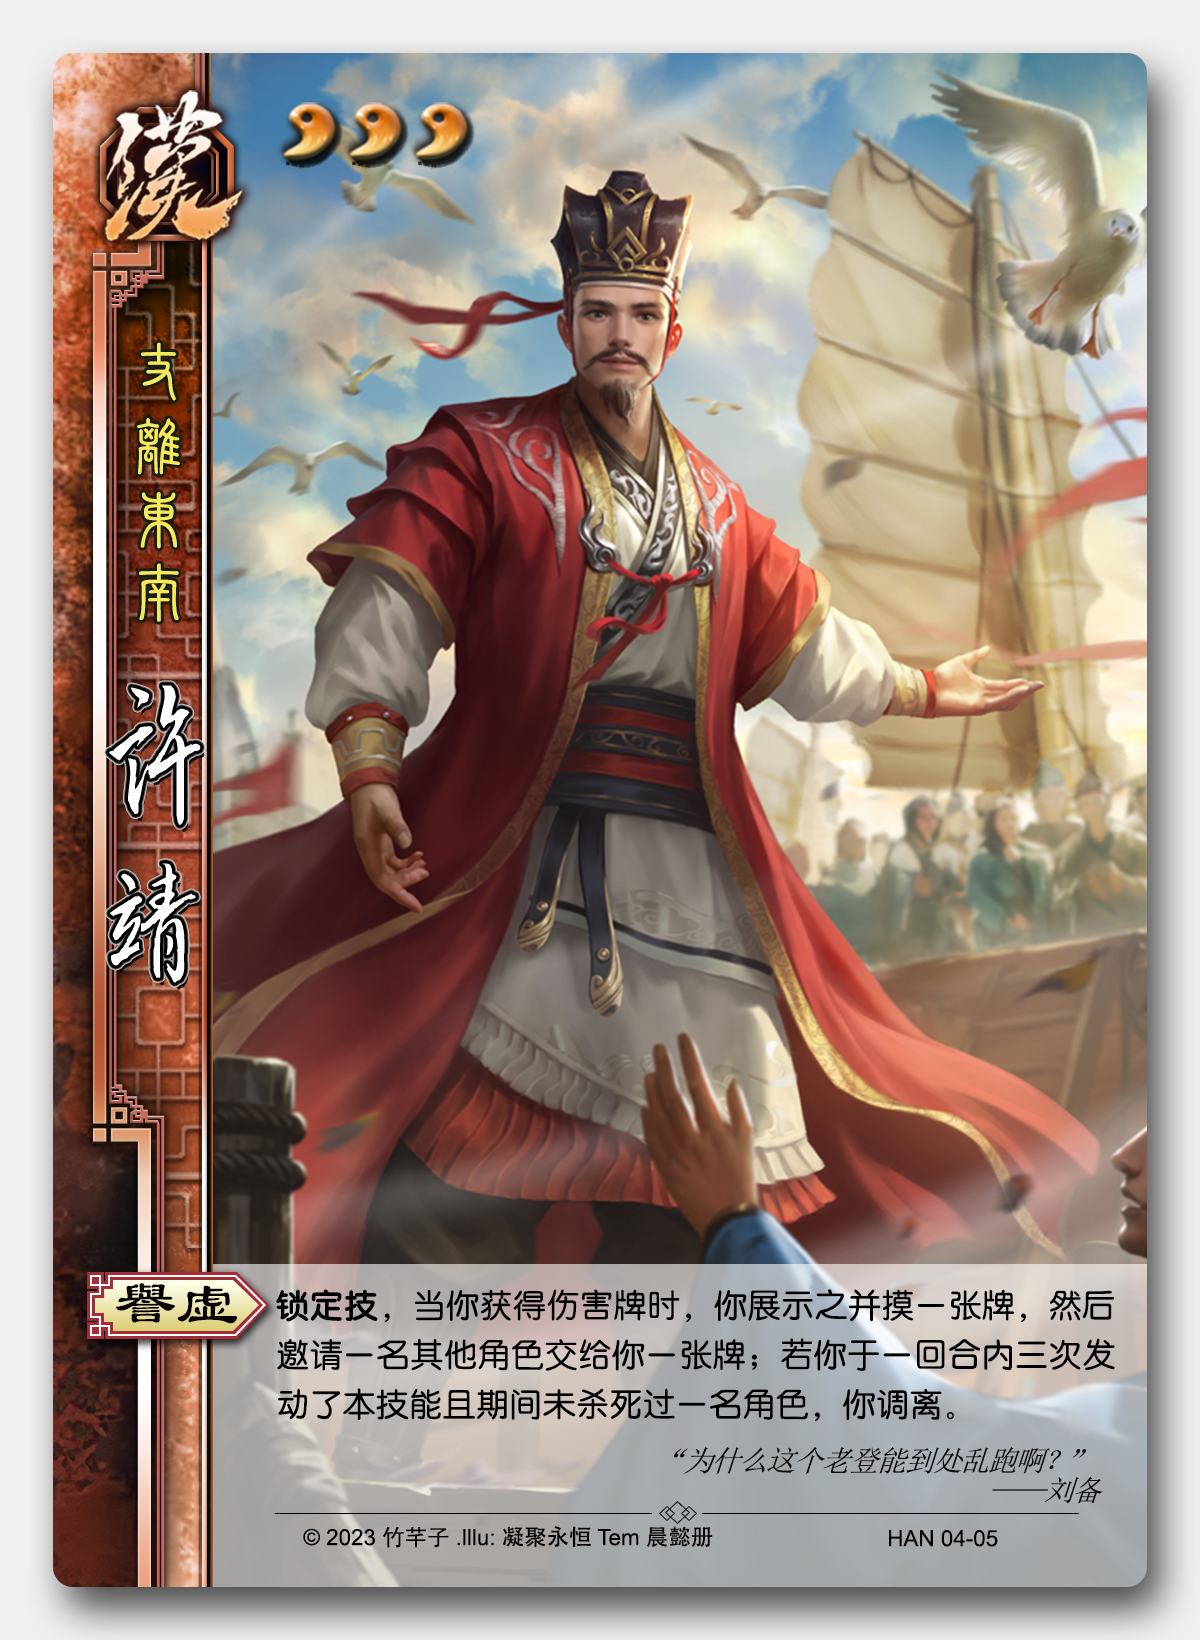 支離東南
许靖
譽虚
锁定技，当你获得伤害牌时，你展示之并摸一张牌，然后
邀请一名其他角色交给你一张牌；若你于一回合内三次发
动了本技能且期间未杀死过一名角色，你调离。
“为什么这个老登能到处乱跑啊？”
——刘备
© 2023 竹芊子 .Illu: 凝聚永恒 Tem 晨懿册
HAN 04-05